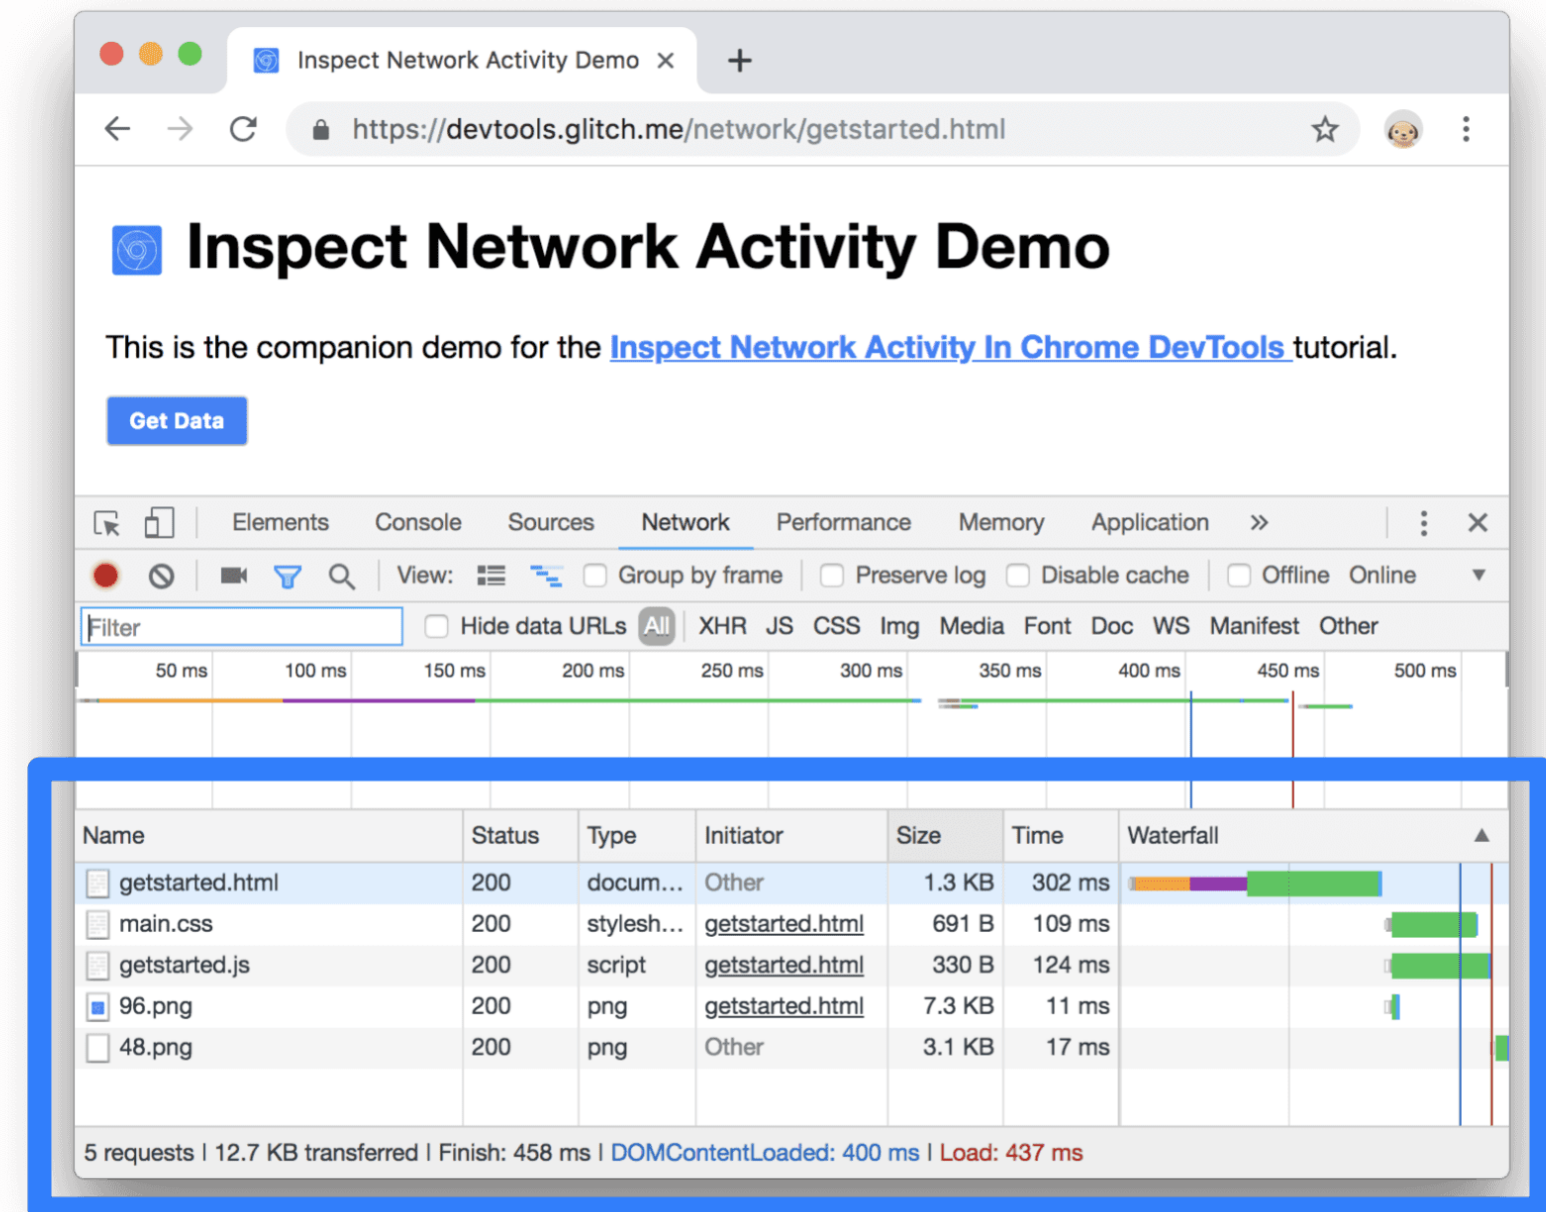 Inspect Network Activity Demo
https://devtools.glitch.me/network/getstarted.html
Inspect Network Activity Demo
This is the companion demo for the Inspect Network Activity In Chrome DevTools tutorial.
Get Data
Elements Console Sources Network Performance Memory Application »
View: Group by frame Preserve log Disable cache Offline Online
Filter Hide data URLs All XHR JS CSS Img Media Font Doc WS Manifest Other
50 ms 100 ms 150 ms 200 ms 250 ms 300 ms 350 ms 400 ms 450 ms 500 ms
Name Status Type Initiator Size Time Waterfall
getstarted.html 200 docum... Other 1.3 KB 302 ms
main.css 200 stylesh... getstarted.html 691 B 109 ms
getstarted.js 200 script getstarted.html 330 B 124 ms
96.png 200 png getstarted.html 7.3 KB 11 ms
48.png 200 png Other 3.1 KB 17 ms
5 requests | 12.7 KB transferred | Finish: 458 ms | DOMContentLoaded: 400 ms | Load: 437 ms